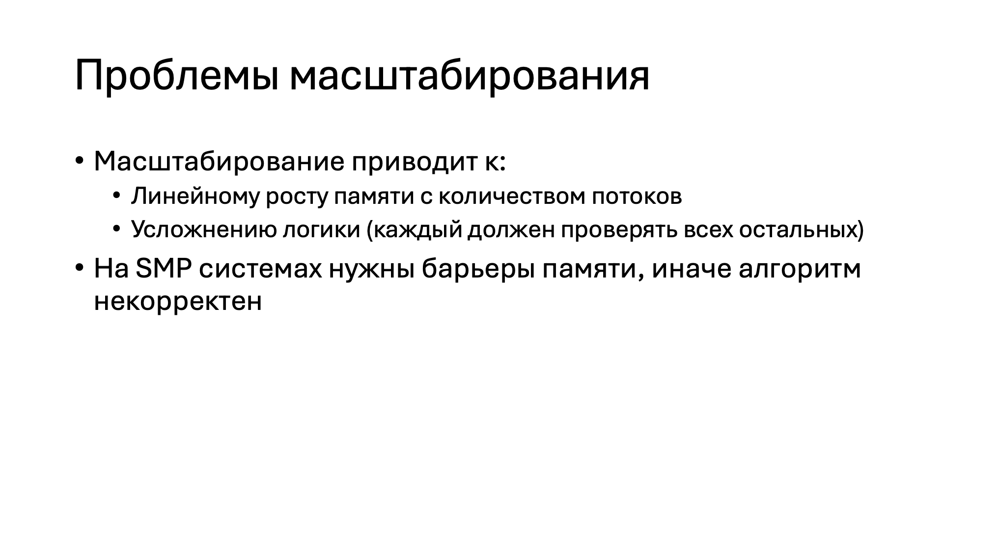 Проблемы масштабирования
• Масштабирование приводит к:
• Линейному росту памяти с количеством потоков
• Усложнению логики (каждый должен проверять всех остальных)
• На SMP системах нужны барьеры памяти, иначе алгоритм
некорректен